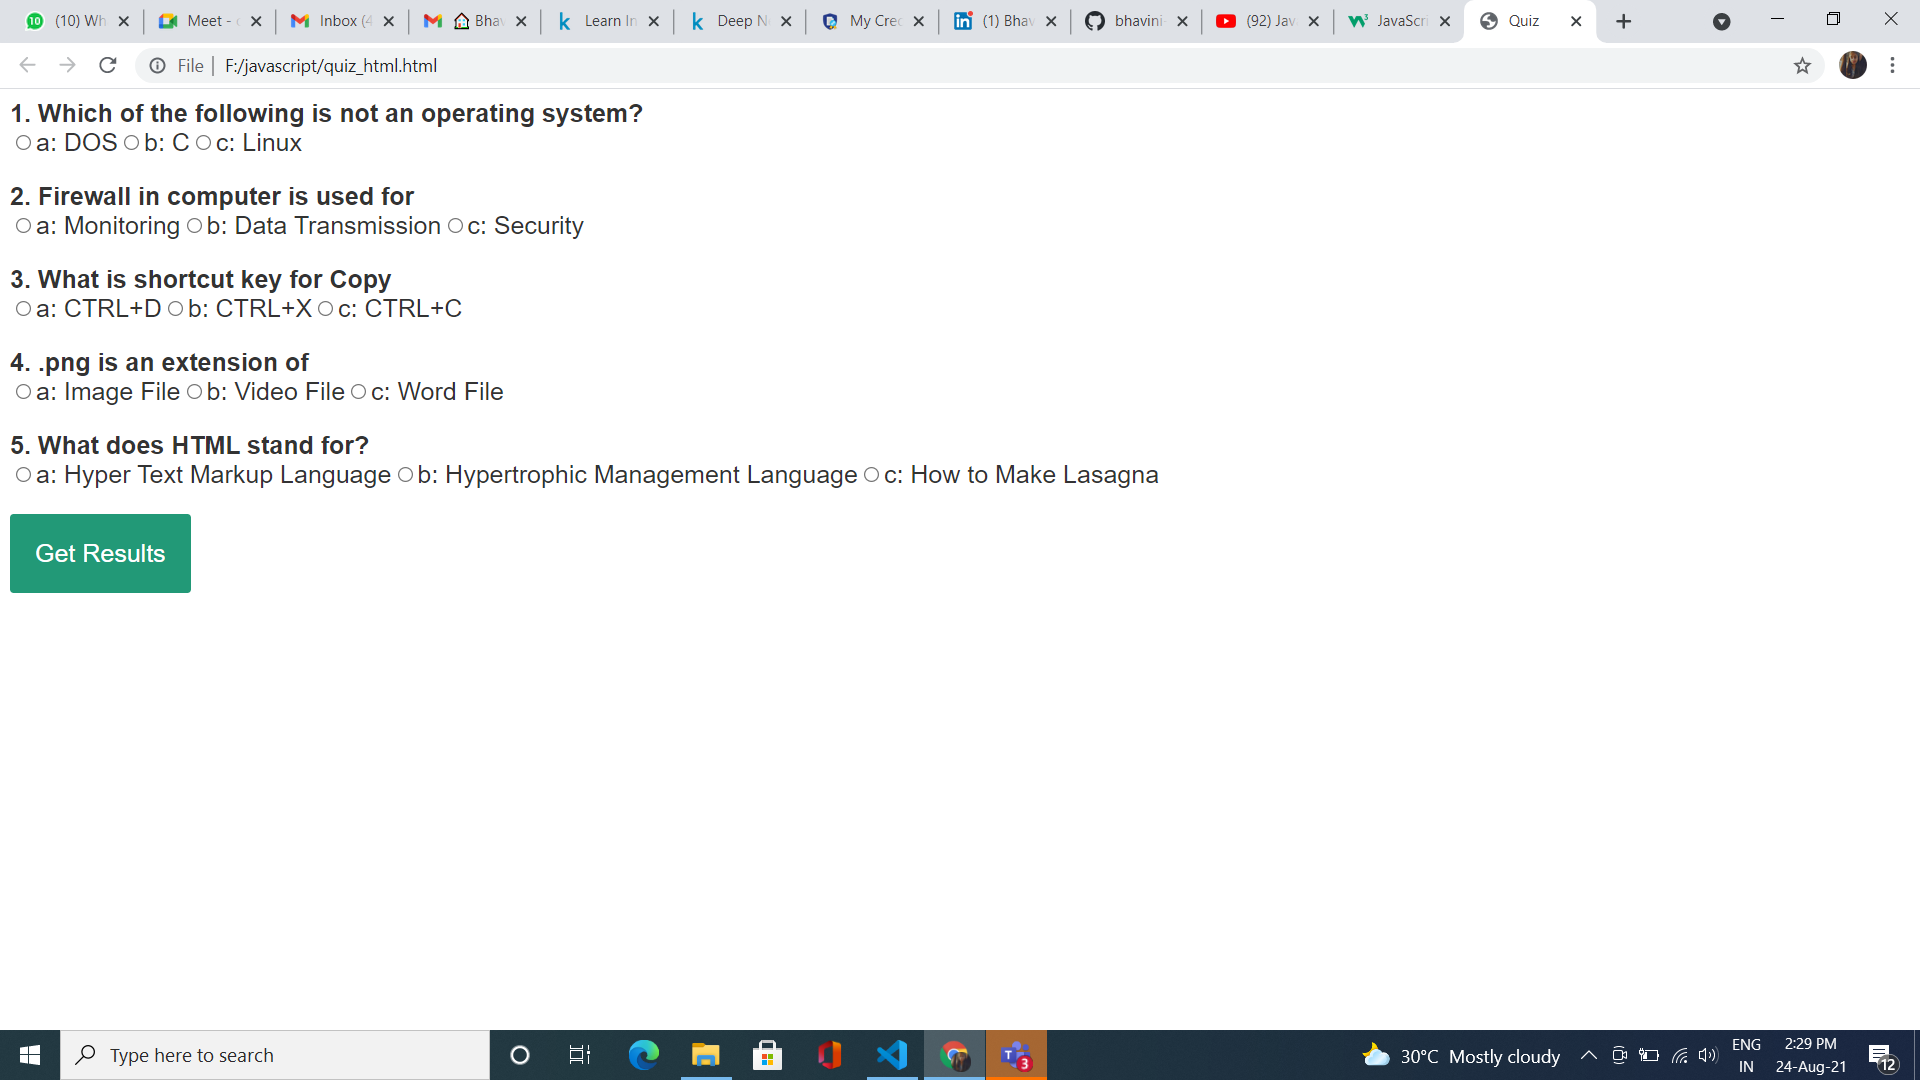 (10) Wh
Meet -
Inbox (4
Bhav
Learn In
Deep N
My Cred
(1) Bhav
bhavini-
(92) Jav
JavaScri
Quiz
File | F:/javascript/quiz_html.html
1. Which of the following is not an operating system?
a: DOS b: C c: Linux
2. Firewall in computer is used for
a: Monitoring b: Data Transmission c: Security
3. What is shortcut key for Copy
a: CTRL+D b: CTRL+X c: CTRL+C
4. .png is an extension of
a: Image File b: Video File c: Word File
5. What does HTML stand for?
a: Hyper Text Markup Language b: Hypertrophic Management Language c: How to Make Lasagna
Get Results
Type here to search
30°C Mostly cloudy
ENG
IN
2:29 PM
24-Aug-21
12